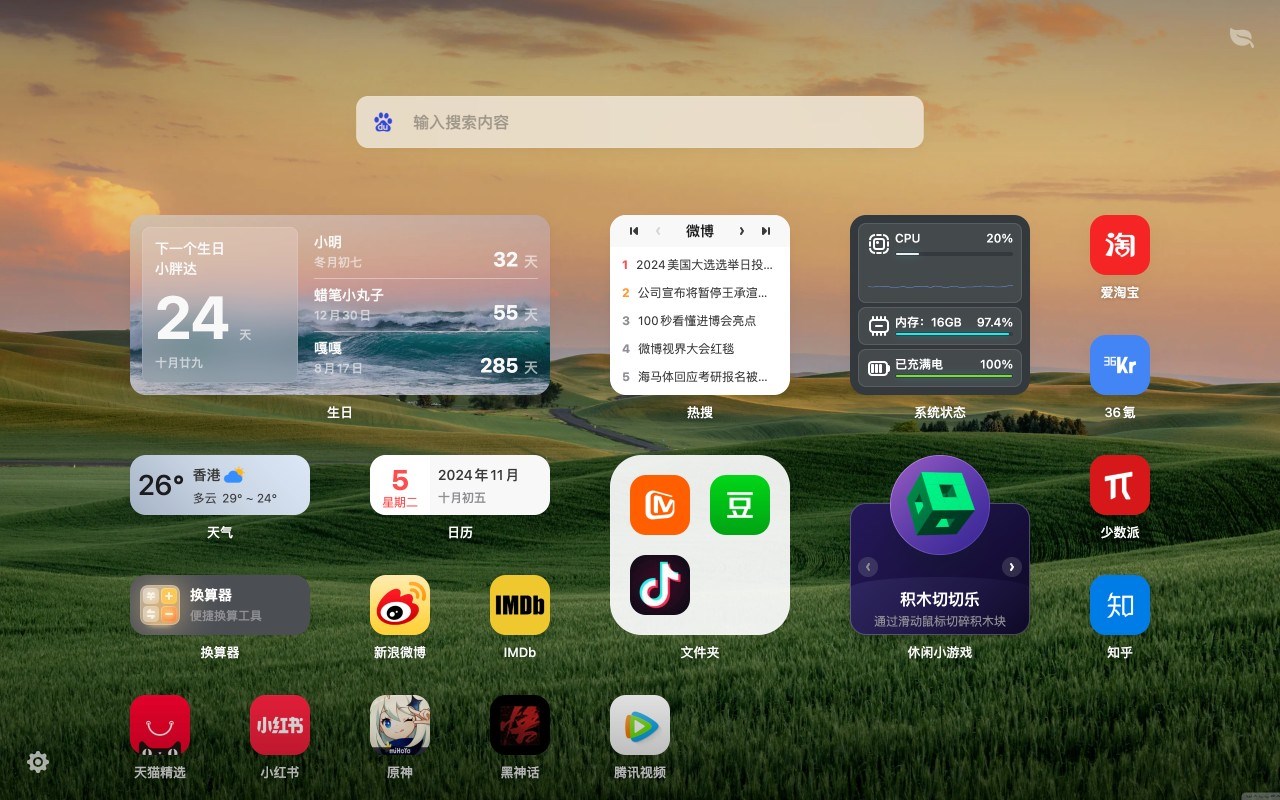 du
输入搜索内容
下一个生日
小胖达
24 天
十月廿九
小明
冬月初七
32 天
蜡笔小丸子
12月30日
55 天
嘎嘎
8月17日
285 天
生日
微博
1 2024美国大选选举日投...
2 公司宣布将暂停王承渲...
3 100秒看懂进博会亮点
4 微博视界大会红毯
5 海马体回应考研报名被...
热搜
CPU 20%
内存：16GB 97.4%
已充满电 100%
系统状态
淘
爱淘宝
36Kr
36氪
26° 香港
多云 29° ~ 24°
天气
5
星期二
2024年11月
十月初五
日历
豆
文件夹
积木切切乐
通过滑动鼠标切碎积木块
休闲小游戏
π
少数派
换算器
便捷换算工具
换算器
新浪微博
IMDb
IMDb
知
知乎
天猫精选
小红书
小红书
miHoYo
原神
悟
黑神话
腾讯视频